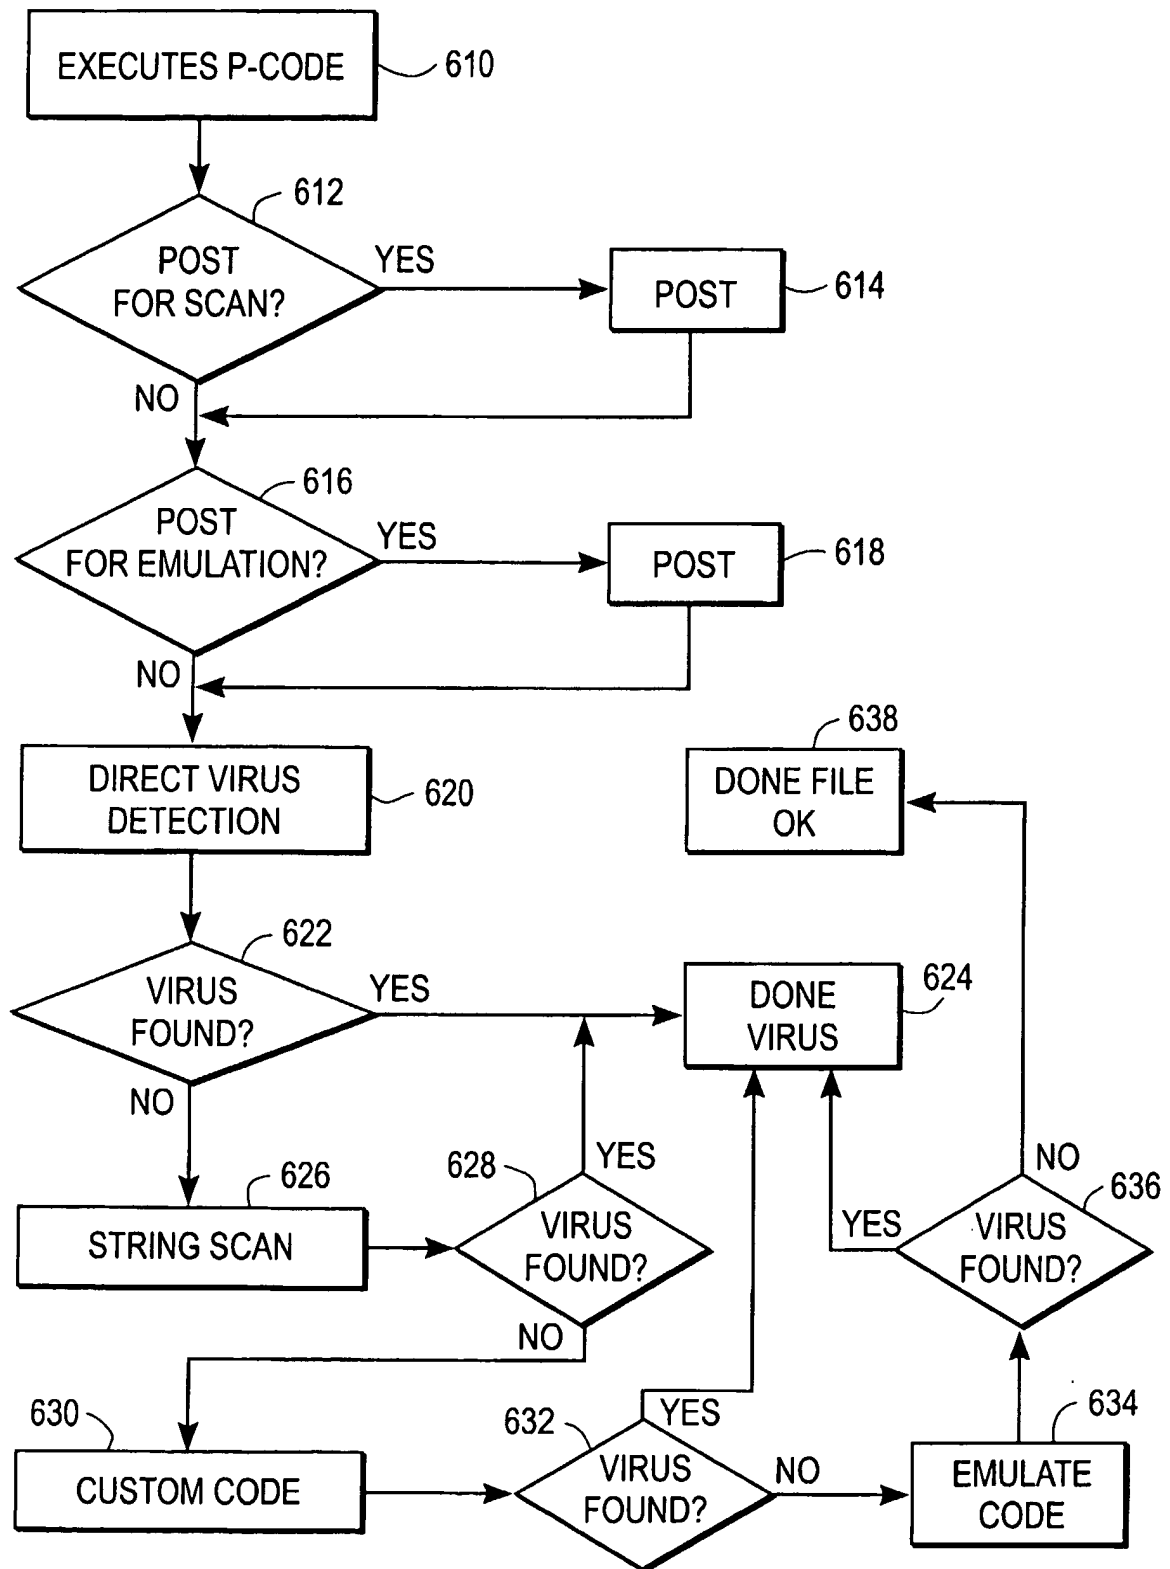 EXECUTES P-CODE
610
612
POST
FOR SCAN?
YES
POST
614
NO
616
POST
FOR EMULATION?
YES
POST
618
NO
DIRECT VIRUS
DETECTION
620
638
DONE FILE
OK
622
VIRUS
FOUND?
YES
DONE
VIRUS
624
NO
626
STRING SCAN
628
YES
VIRUS
FOUND?
NO
YES
NO
636
VIRUS
FOUND?
630
CUSTOM CODE
632
YES
VIRUS
FOUND?
NO
634
EMULATE
CODE